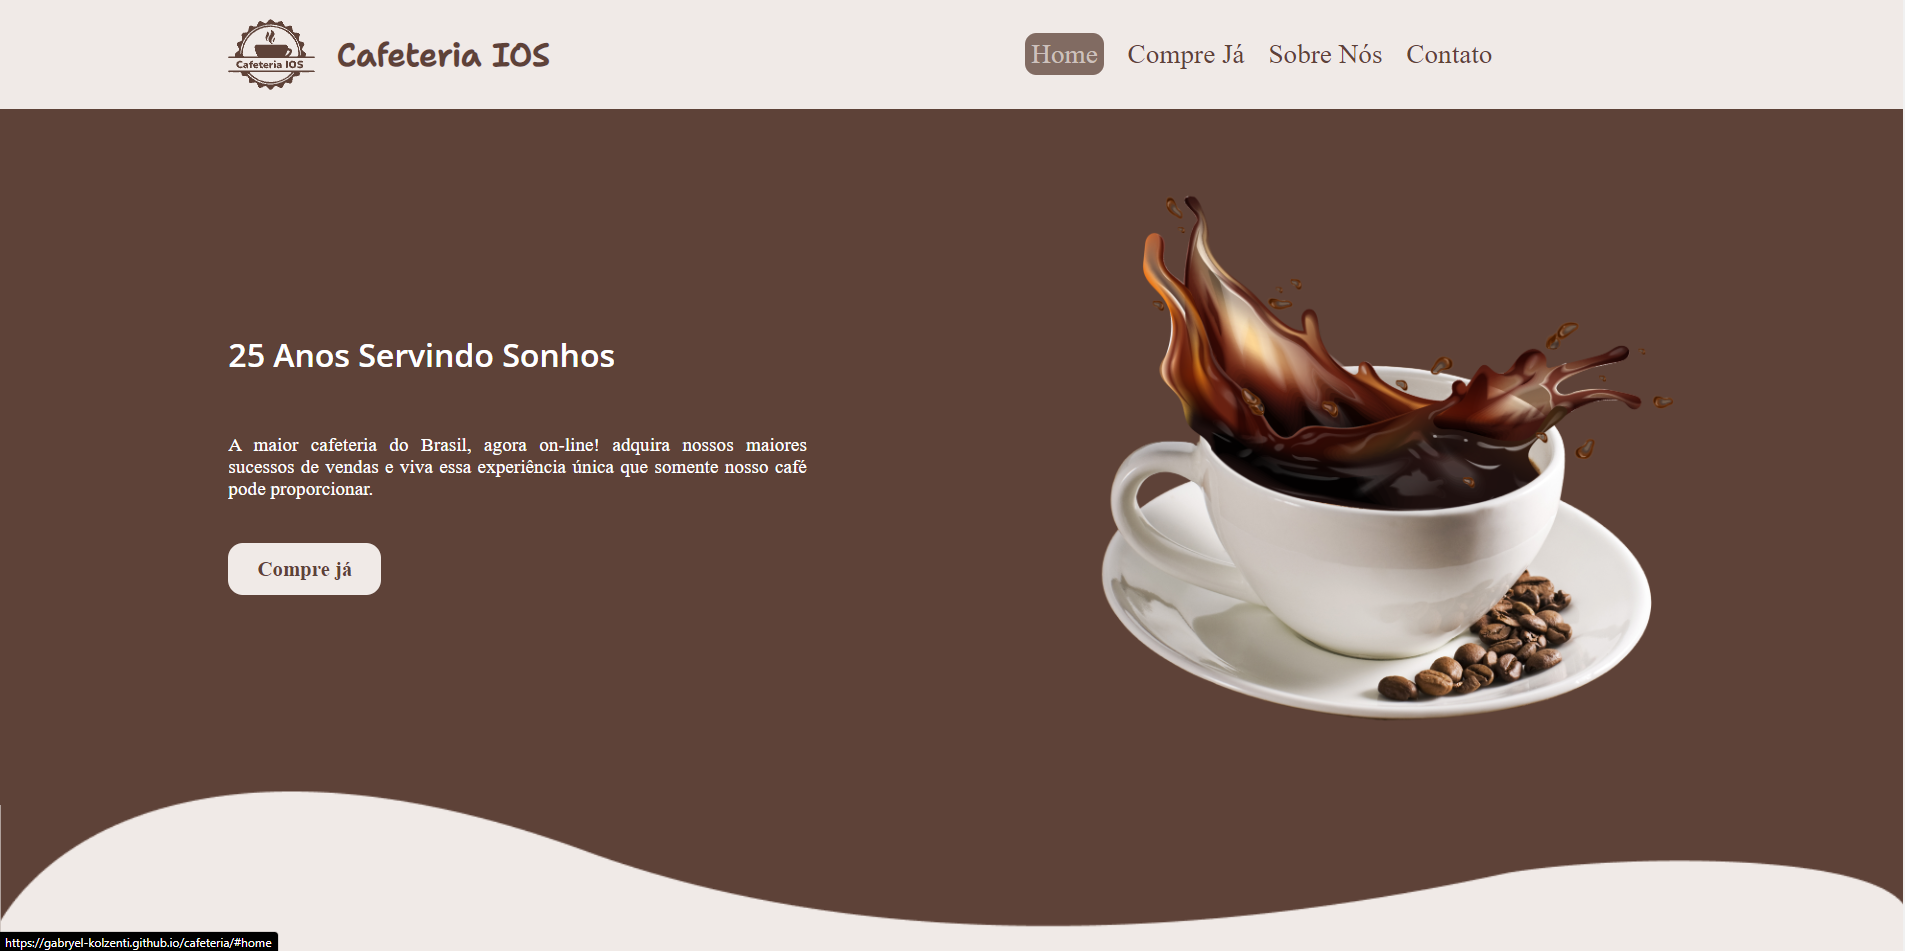 Cafeteria IOS
Cafeteria IOS
Home Compre Já Sobre Nós Contato
25 Anos Servindo Sonhos
A maior cafeteria do Brasil, agora on-line! adquira nossos maiores
sucessos de vendas e viva essa experiência única que somente nosso café
pode proporcionar.
Compre já
https://gabryel-kolzenti.github.io/cafeteria/#home